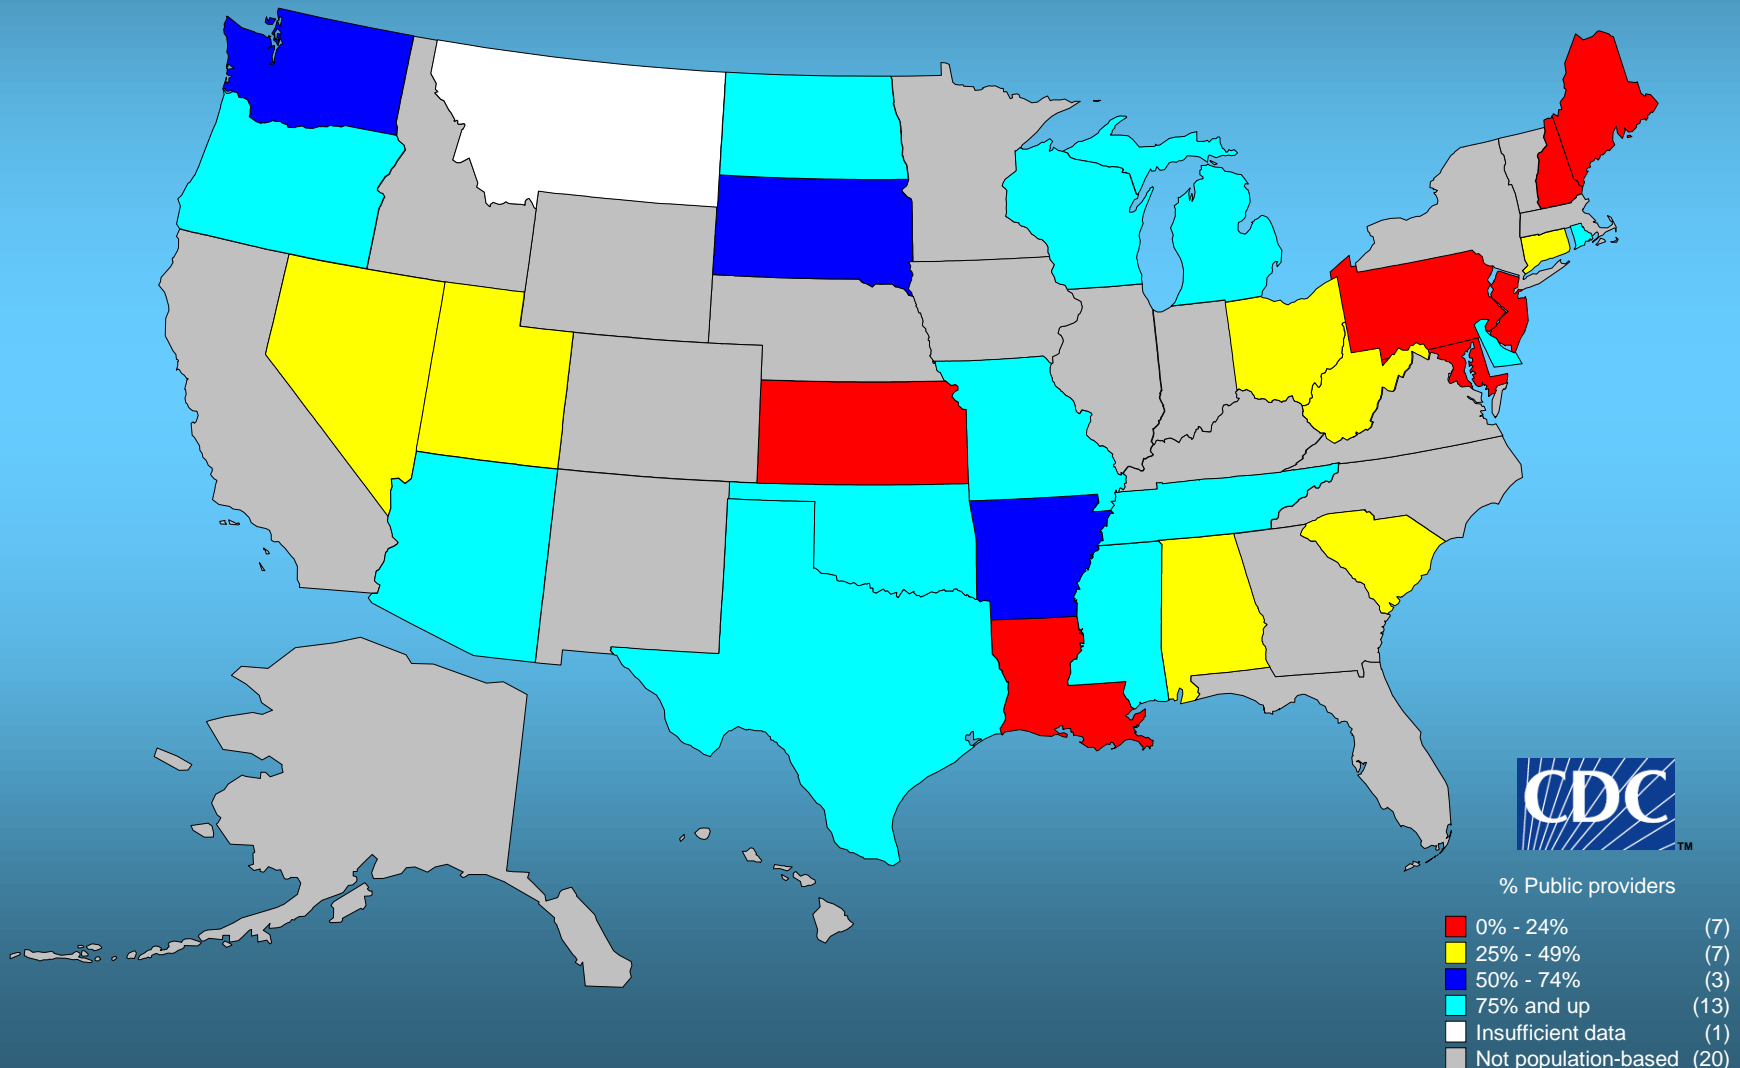 CDC
TM
% Public providers
0% - 24% (7)
25% - 49% (7)
50% - 74% (3)
75% and up (13)
Insufficient data (1)
Not population-based (20)